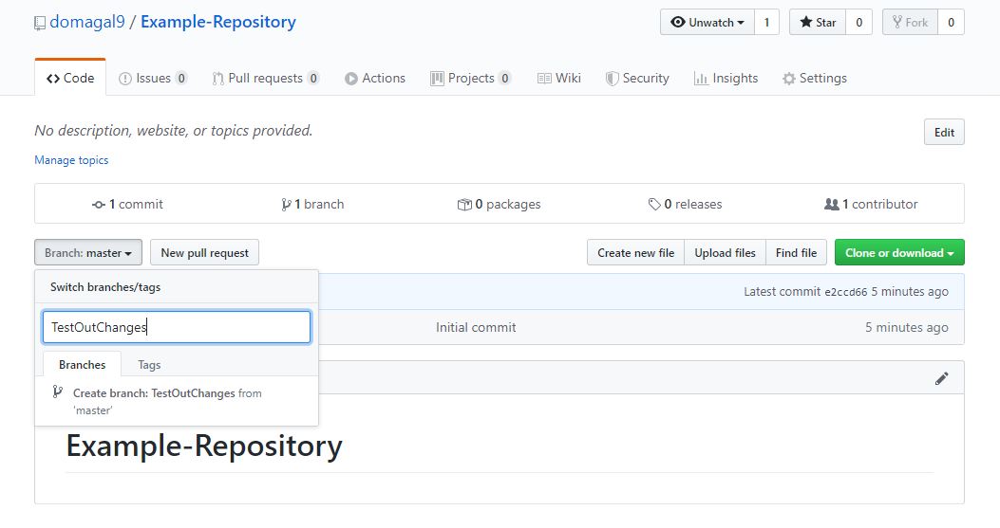 domagal9 / Example-Repository
Unwatch 1 Star 0 Fork 0
Code Issues 0 Pull requests 0 Actions Projects 0 Wiki Security Insights Settings
No description, website, or topics provided.
Edit
Manage topics
1 commit 1 branch 0 packages 0 releases 1 contributor
Branch: master New pull request Create new file Upload files Find file Clone or download
Switch branches/tags
Latest commit e2ccd66 5 minutes ago
TestOutChanges
Initial commit 5 minutes ago
Branches Tags
Create branch: TestOutChanges from
'master'
Example-Repository